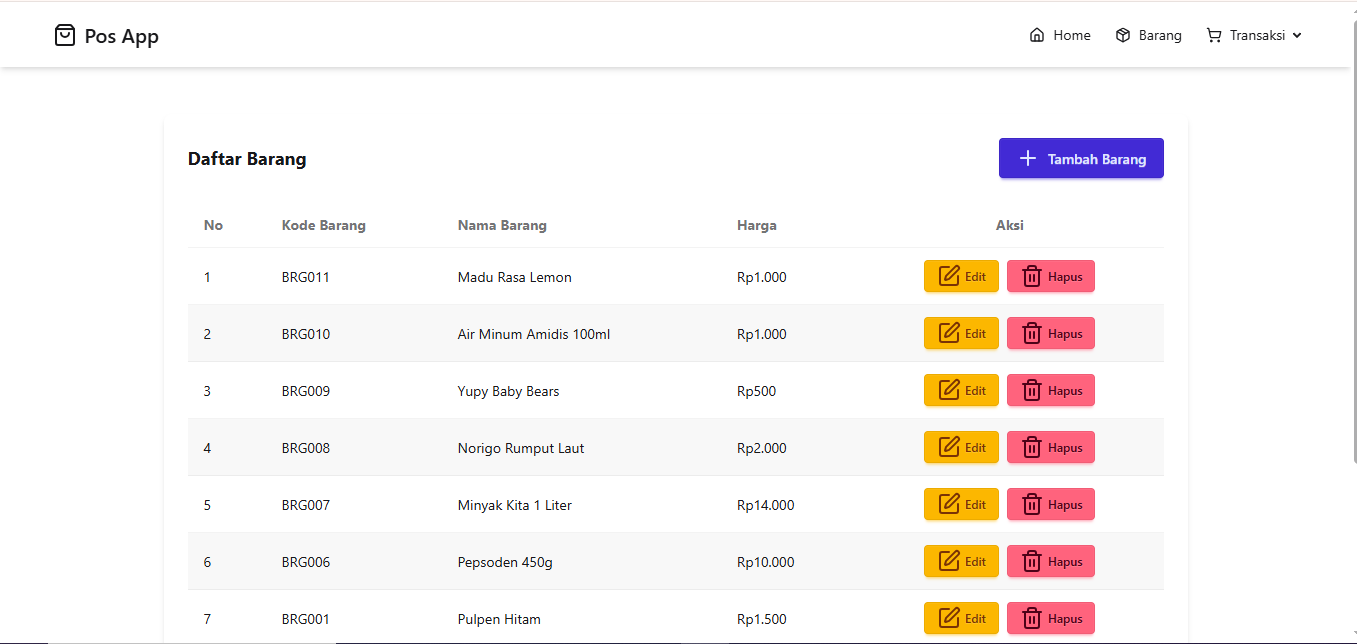 Pos App Home Barang Transaksi
Daftar Barang Tambah Barang
No Kode Barang Nama Barang Harga Aksi
1 BRG011 Madu Rasa Lemon Rp1.000 Edit Hapus
2 BRG010 Air Minum Amidis 100ml Rp1.000 Edit Hapus
3 BRG009 Yupy Baby Bears Rp500 Edit Hapus
4 BRG008 Norigo Rumput Laut Rp2.000 Edit Hapus
5 BRG007 Minyak Kita 1 Liter Rp14.000 Edit Hapus
6 BRG006 Pepsoden 450g Rp10.000 Edit Hapus
7 BRG001 Pulpen Hitam Rp1.500 Edit Hapus